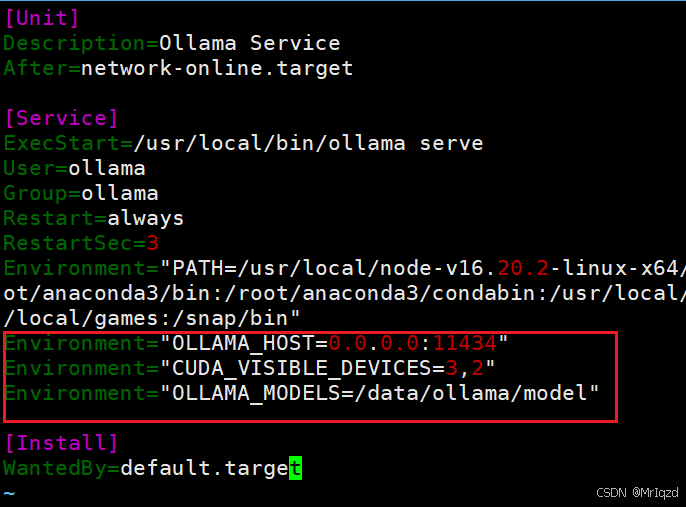 [Unit]
Description=Ollama Service
After=network-online.target
[Service]
ExecStart=/usr/local/bin/ollama serve
User=ollama
Group=ollama
Restart=always
RestartSec=3
Environment="PATH=/usr/local/node-v16.20.2-linux-x64/
ot/anaconda3/bin:/root/anaconda3/condabin:/usr/local/
/local/games:/snap/bin"
Environment="OLLAMA_HOST=0.0.0.0:11434"
Environment="CUDA_VISIBLE_DEVICES=3,2"
Environment="OLLAMA_MODELS=/data/ollama/model"
[Install]
WantedBy=default.target
~
CSDN @MrIqzd